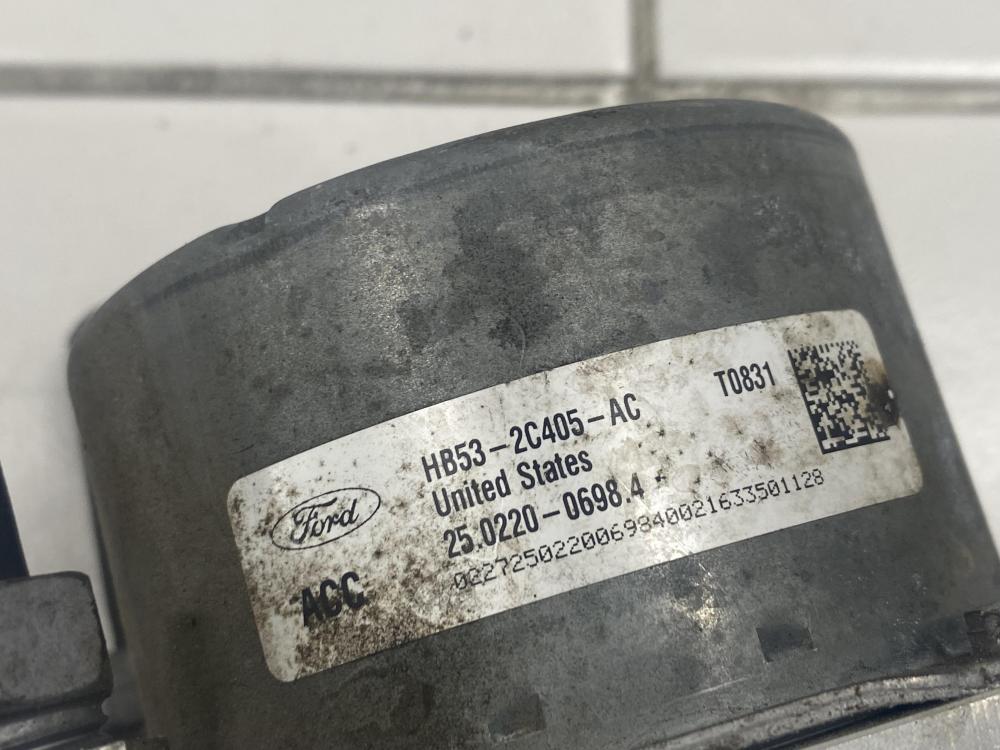 HB53-2C405-AC T0831
United States
Ford 25.0220-0698.4
ACC 0227250220069840021633501128